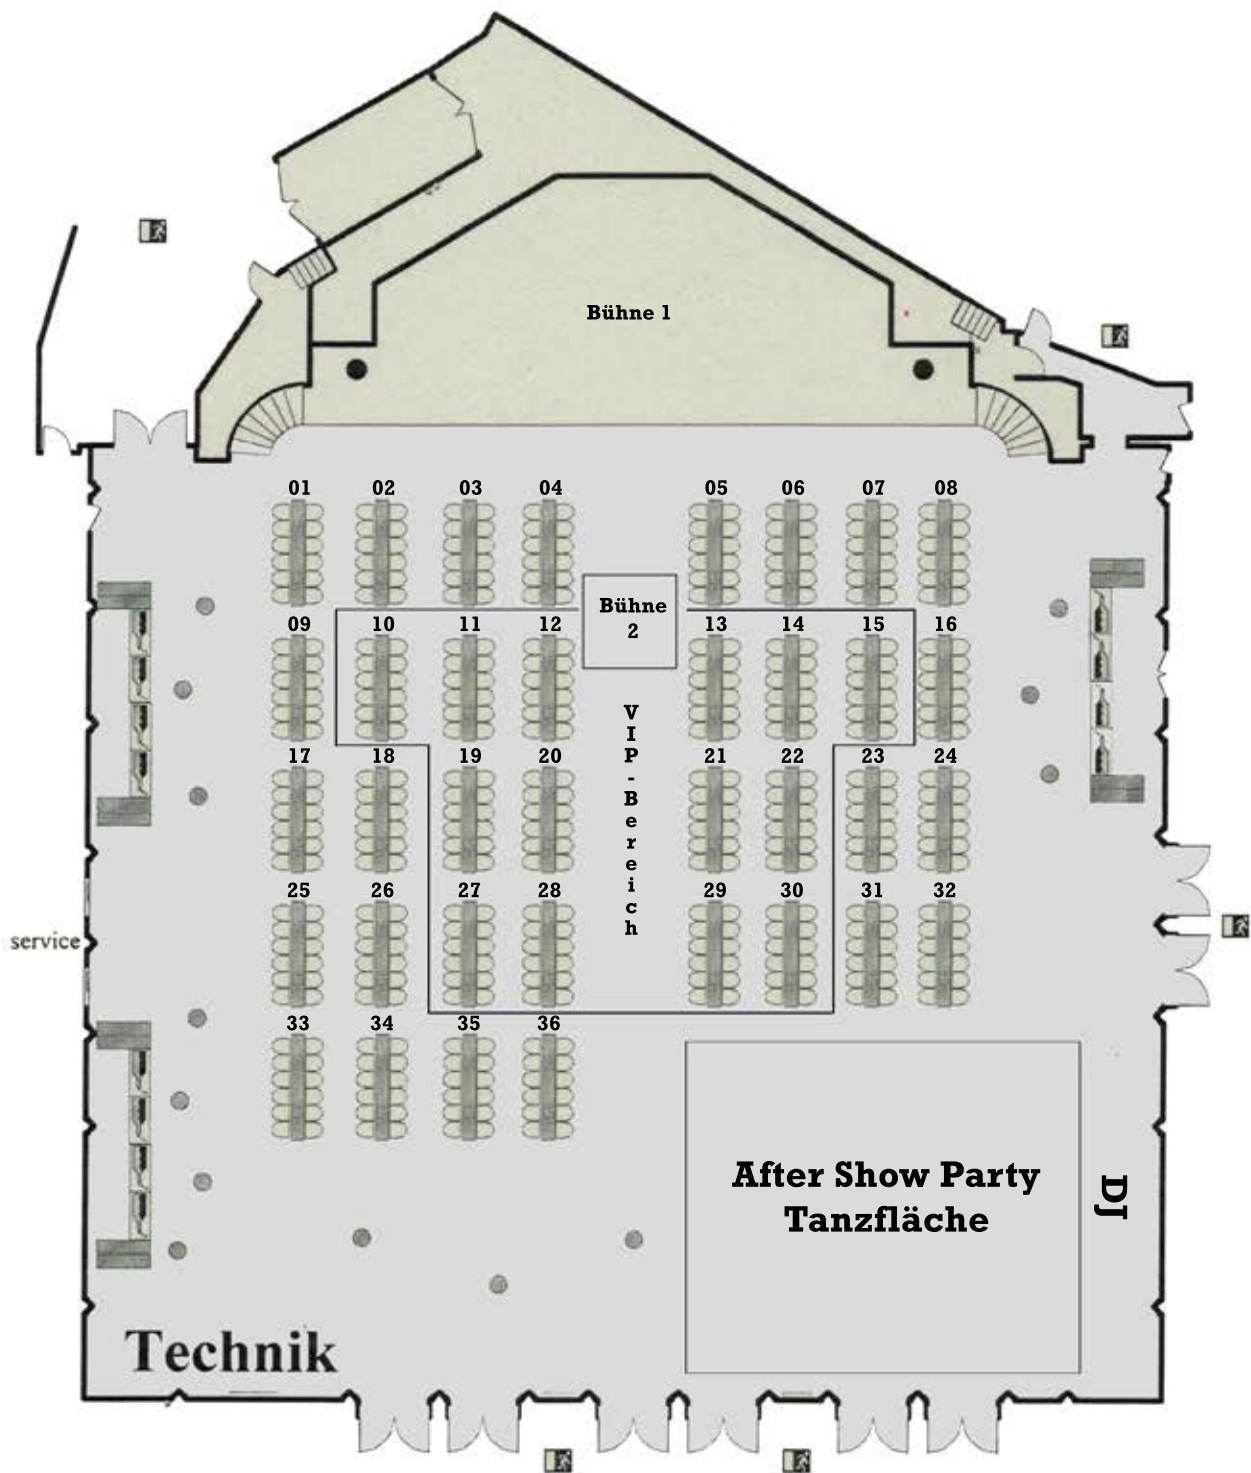 Bühne 1
01 02 03 04 05 06 07 08
Bühne
2
09 10 11 12 13 14 15 16
VIP-Bereich
17 18 19 20 21 22 23 24
25 26 27 28 29 30 31 32
service
33 34 35 36
After Show Party
Tanzfläche
DJ
Technik